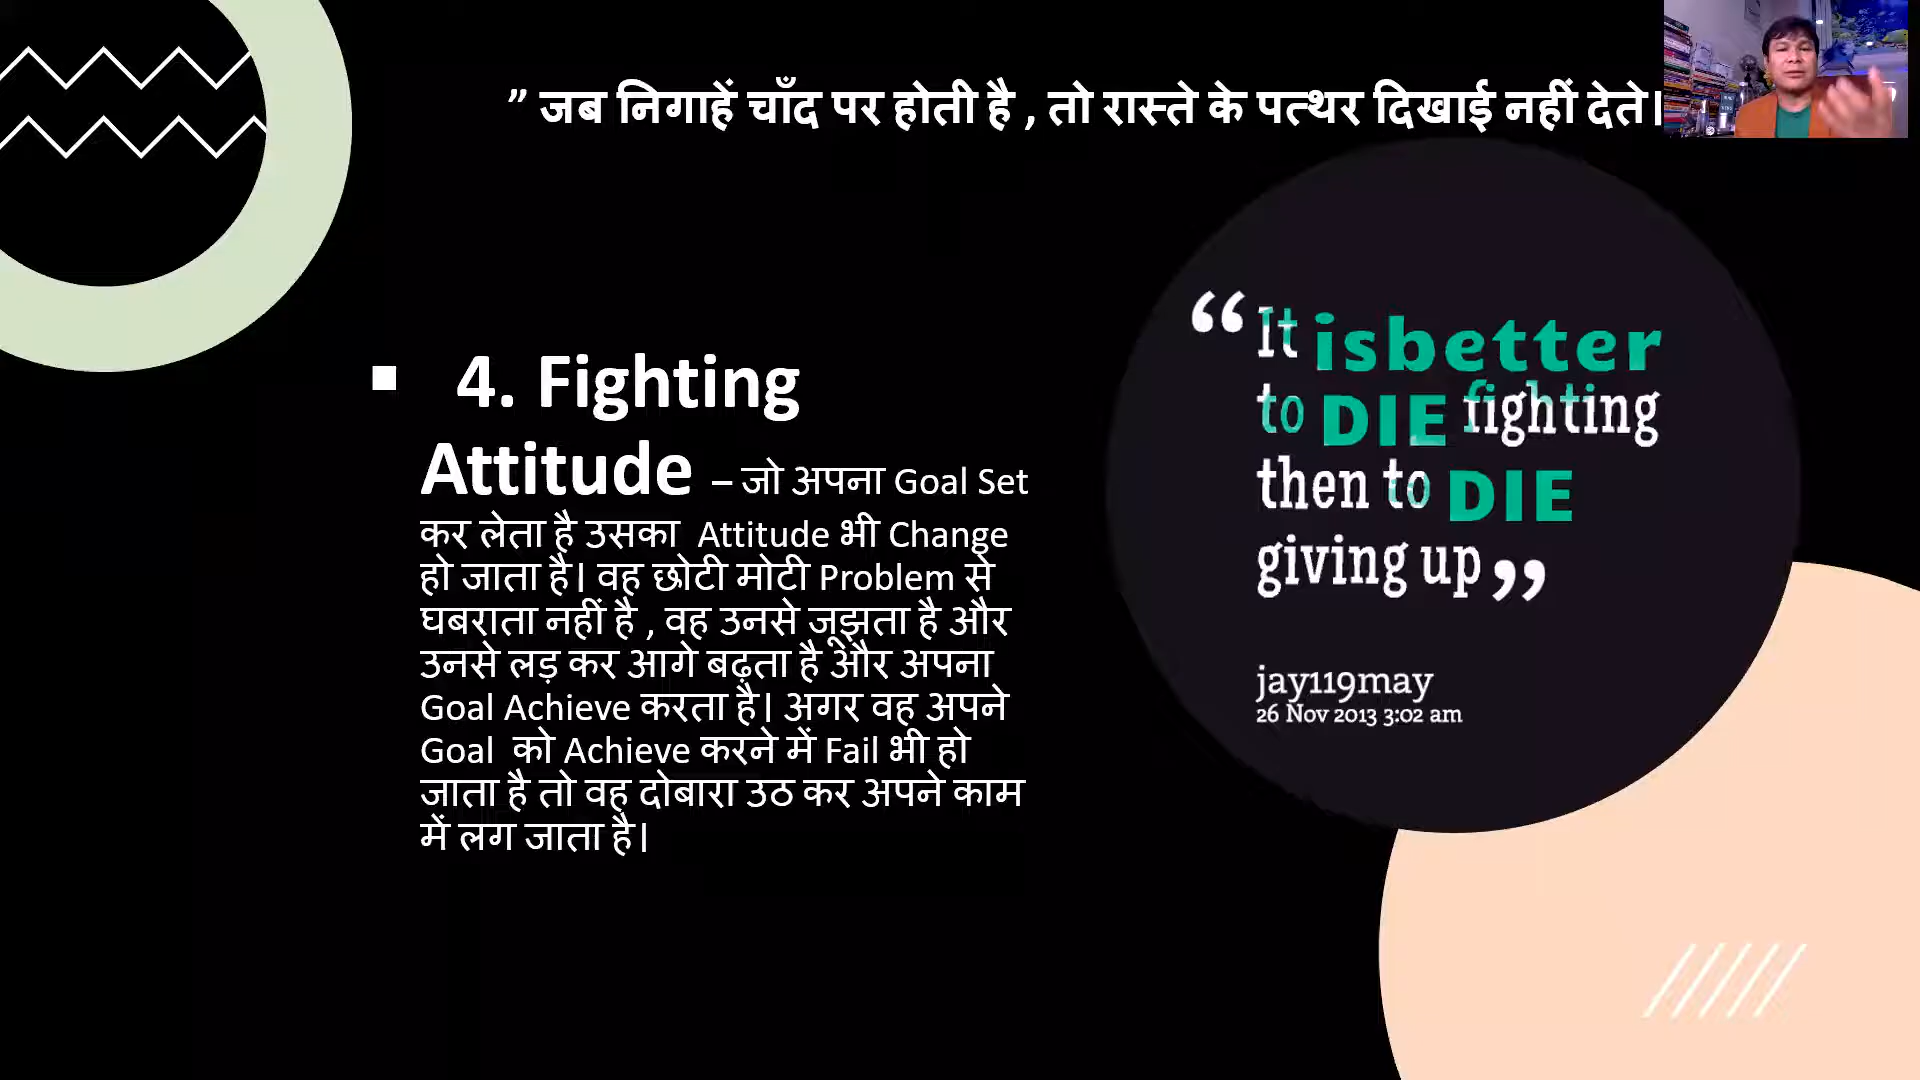 ” जब निगाहें चाँद पर होती है , तो रास्ते के पत्थर दिखाई नहीं देते।
▪ 4. Fighting
Attitude – जो अपना Goal Set
कर लेता है उसका Attitude भी Change
हो जाता है। वह छोटी मोटी Problem से
घबराता नहीं है , वह उनसे जूझता है और
उनसे लड़ कर आगे बढ़ता है और अपना
Goal Achieve करता है। अगर वह अपने
Goal को Achieve करने में Fail भी हो
जाता है तो वह दोबारा उठ कर अपने काम
में लग जाता है।
“It isbetter
to DIE fighting
then to DIE
giving up”
jay119may
26 Nov 2013 3:02 am